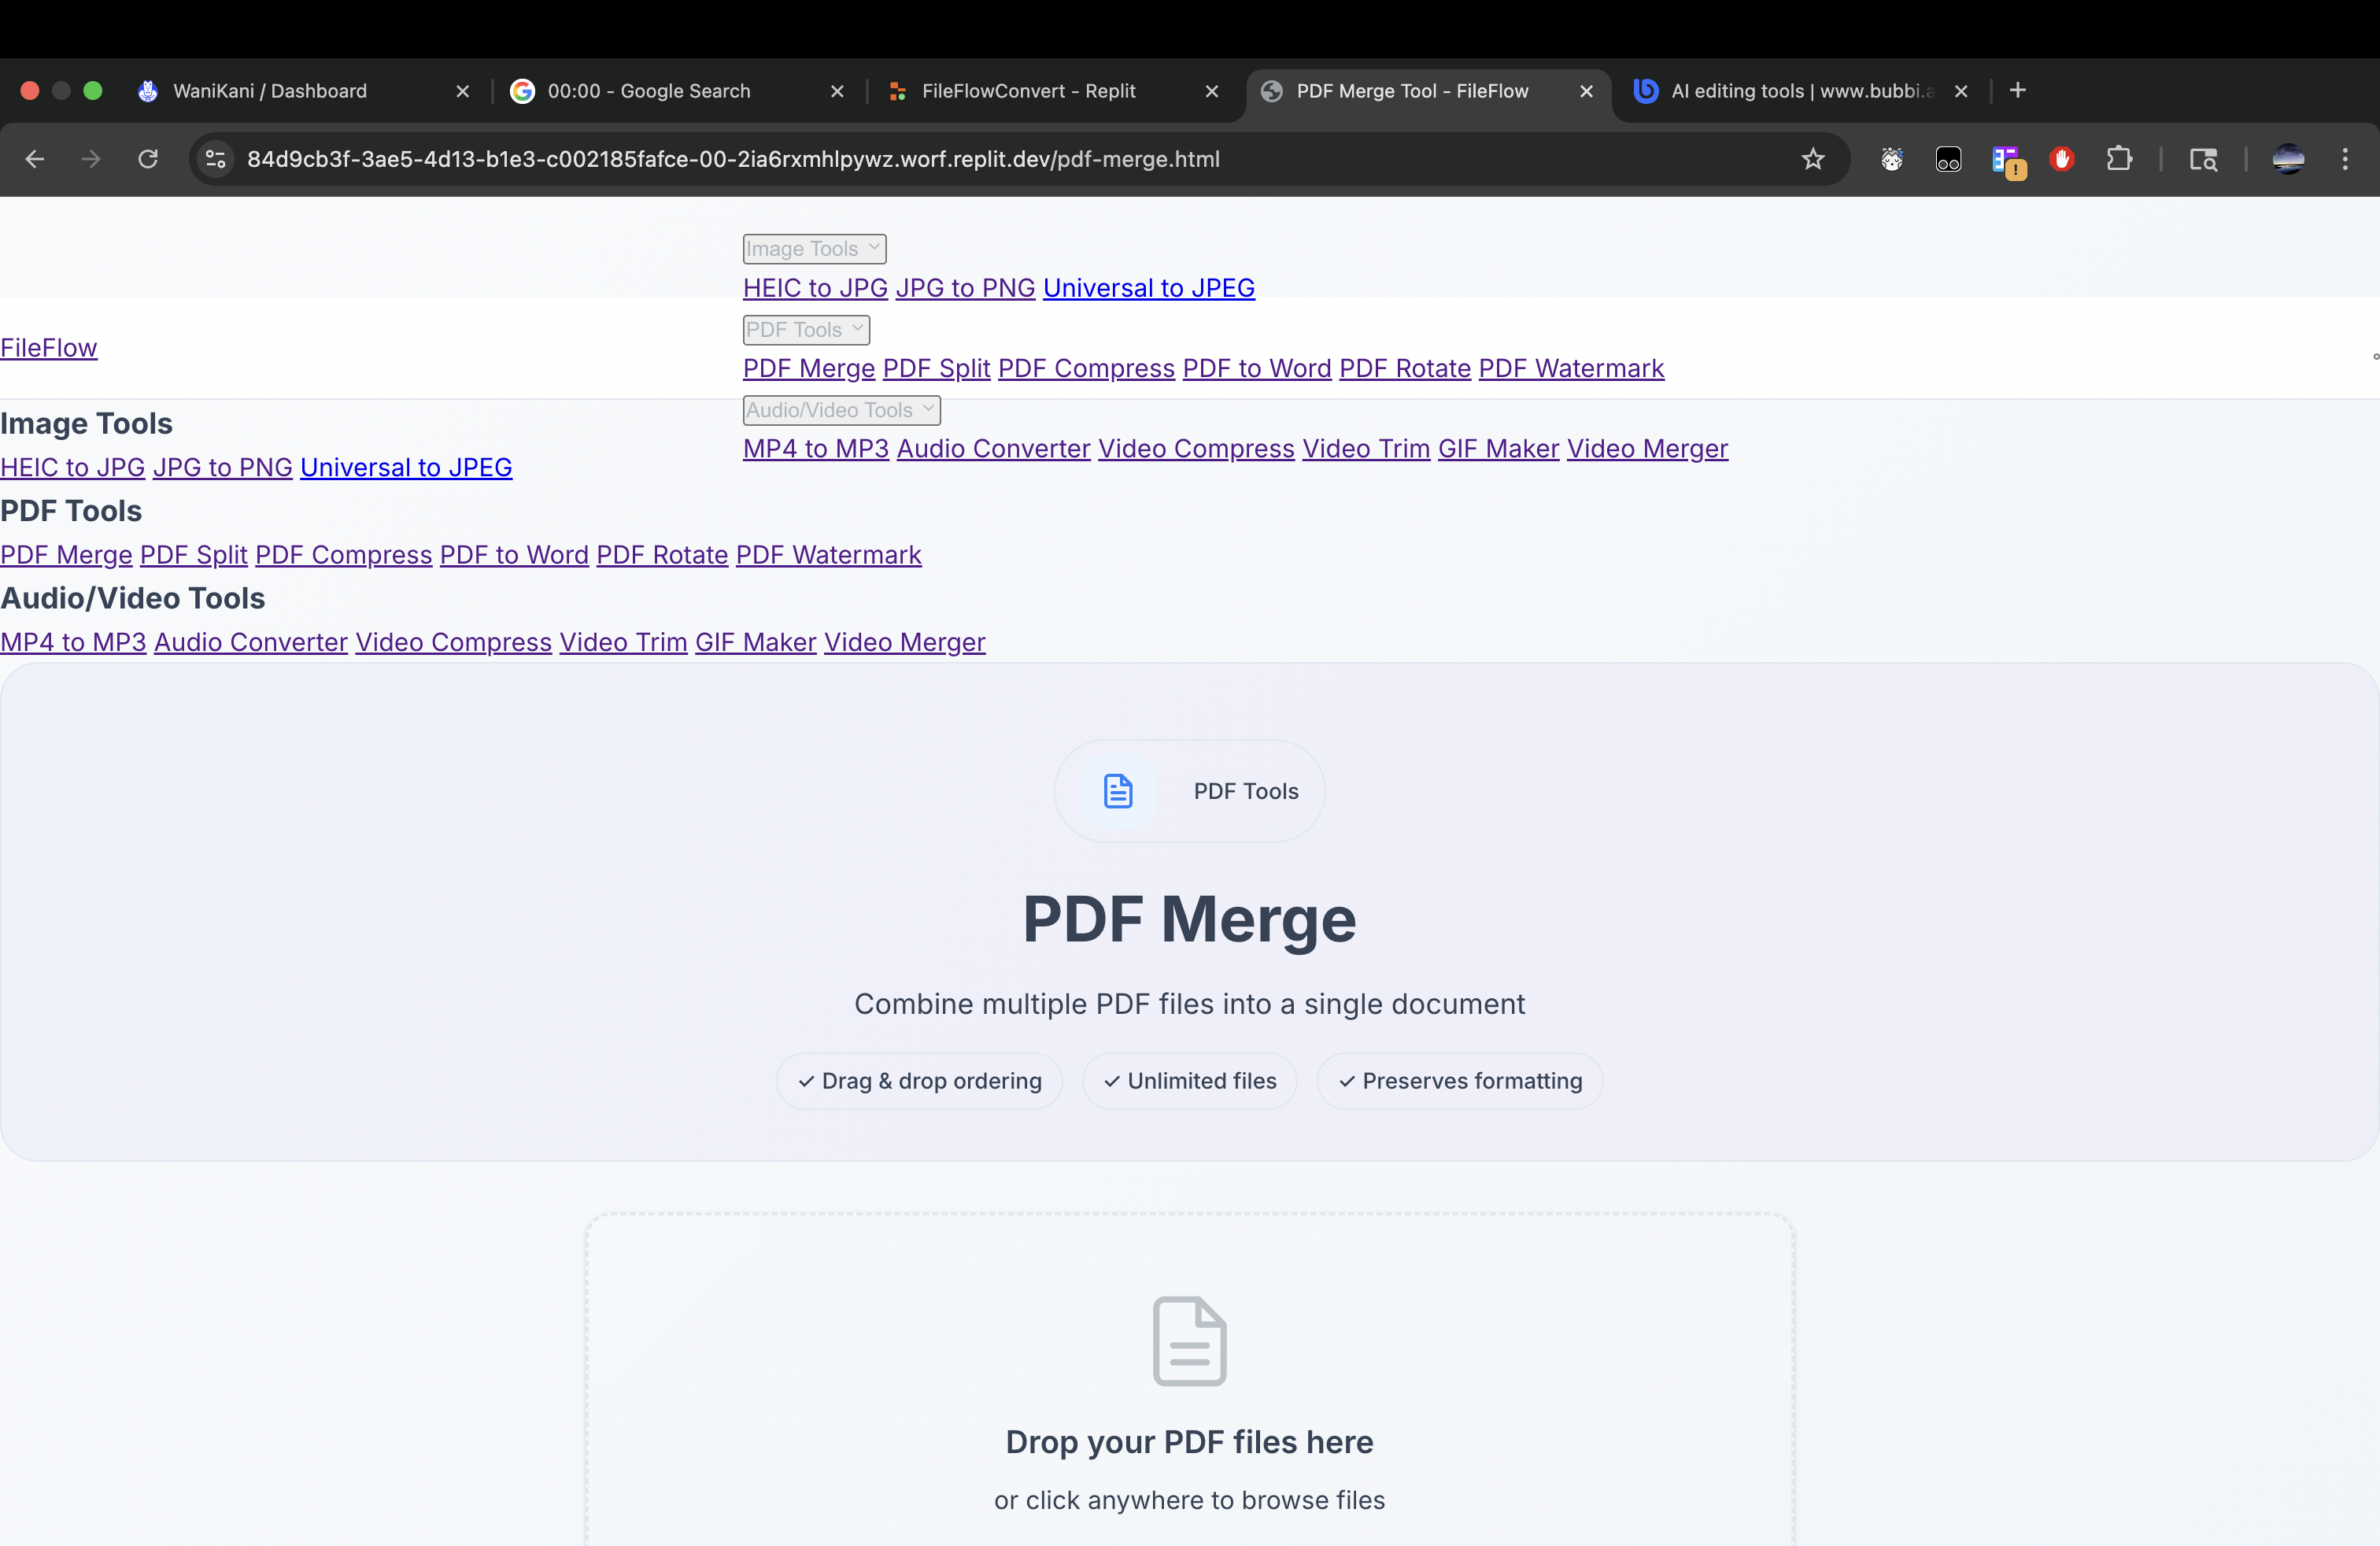 WaniKani / Dashboard
00:00 - Google Search
FileFlowConvert - Replit
PDF Merge Tool - FileFlow
AI editing tools | www.bubbi.a
84d9cb3f-3ae5-4d13-b1e3-c002185fafce-00-2ia6rxmhlpywz.worf.replit.dev/pdf-merge.html
Image Tools
HEIC to JPG JPG to PNG Universal to JPEG
PDF Tools
FileFlow
PDF Merge PDF Split PDF Compress PDF to Word PDF Rotate PDF Watermark
Audio/Video Tools
MP4 to MP3 Audio Converter Video Compress Video Trim GIF Maker Video Merger
Image Tools
HEIC to JPG JPG to PNG Universal to JPEG
PDF Tools
PDF Merge PDF Split PDF Compress PDF to Word PDF Rotate PDF Watermark
Audio/Video Tools
MP4 to MP3 Audio Converter Video Compress Video Trim GIF Maker Video Merger
PDF Tools
PDF Merge
Combine multiple PDF files into a single document
✓ Drag & drop ordering
✓ Unlimited files
✓ Preserves formatting
Drop your PDF files here
or click anywhere to browse files